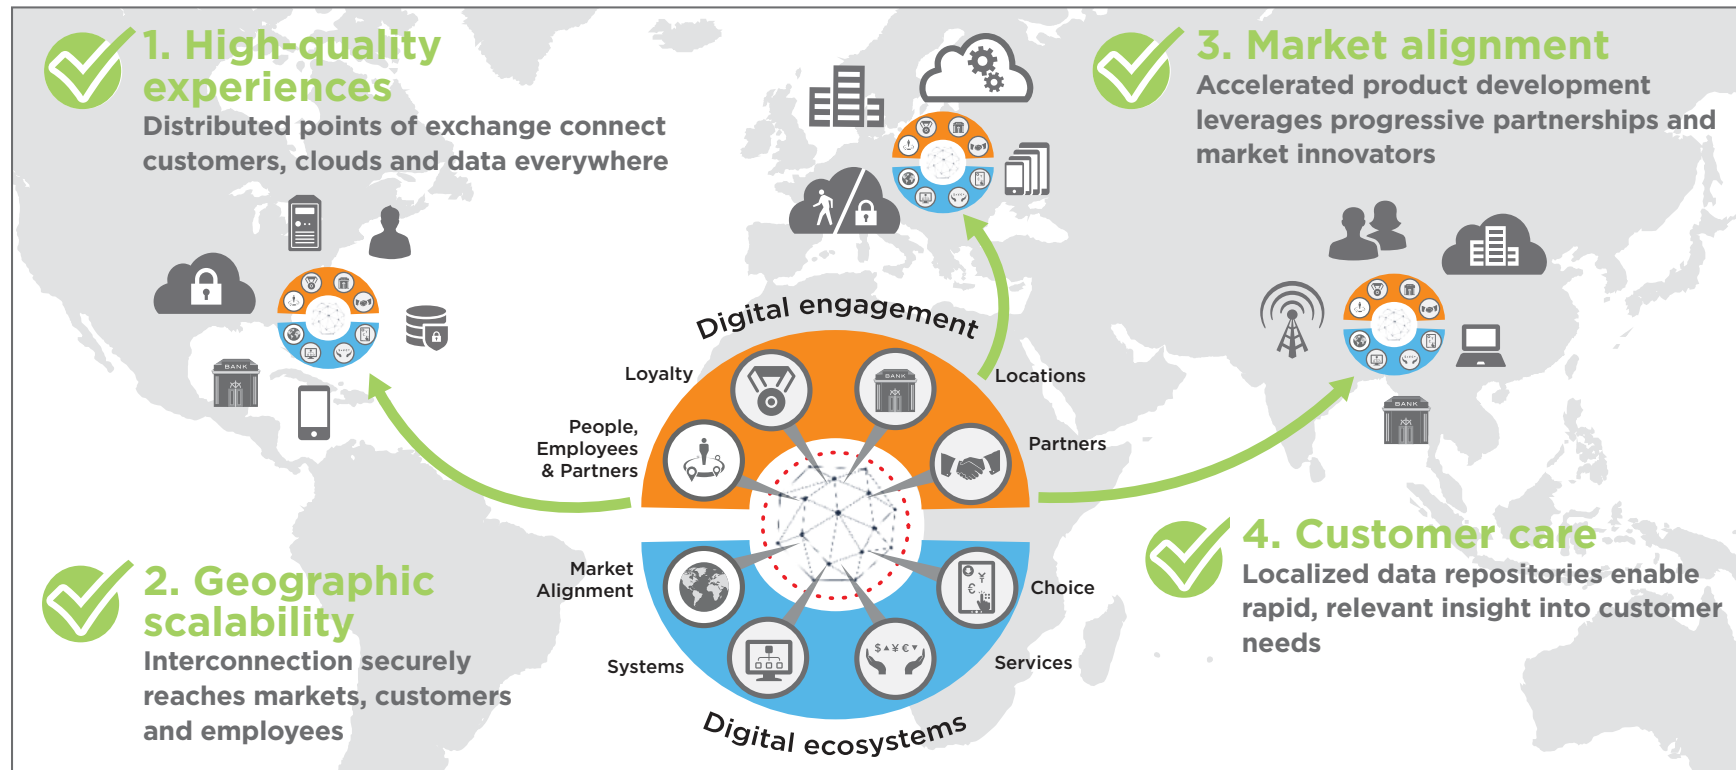 1. High-quality
experiences
Distributed points of exchange connect
customers, clouds and data everywhere
3. Market alignment
Accelerated product development
leverages progressive partnerships and
market innovators
BANK
BANK
Digital engagement
Loyalty
Locations
People,
Employees
& Partners
Partners
BANK
Market
Alignment
Choice
Systems
Services
$ ▲ ¥ € ▼
¥
€
Digital ecosystems
2. Geographic
scalability
Interconnection securely
reaches markets, customers
and employees
4. Customer care
Localized data repositories enable
rapid, relevant insight into customer
needs